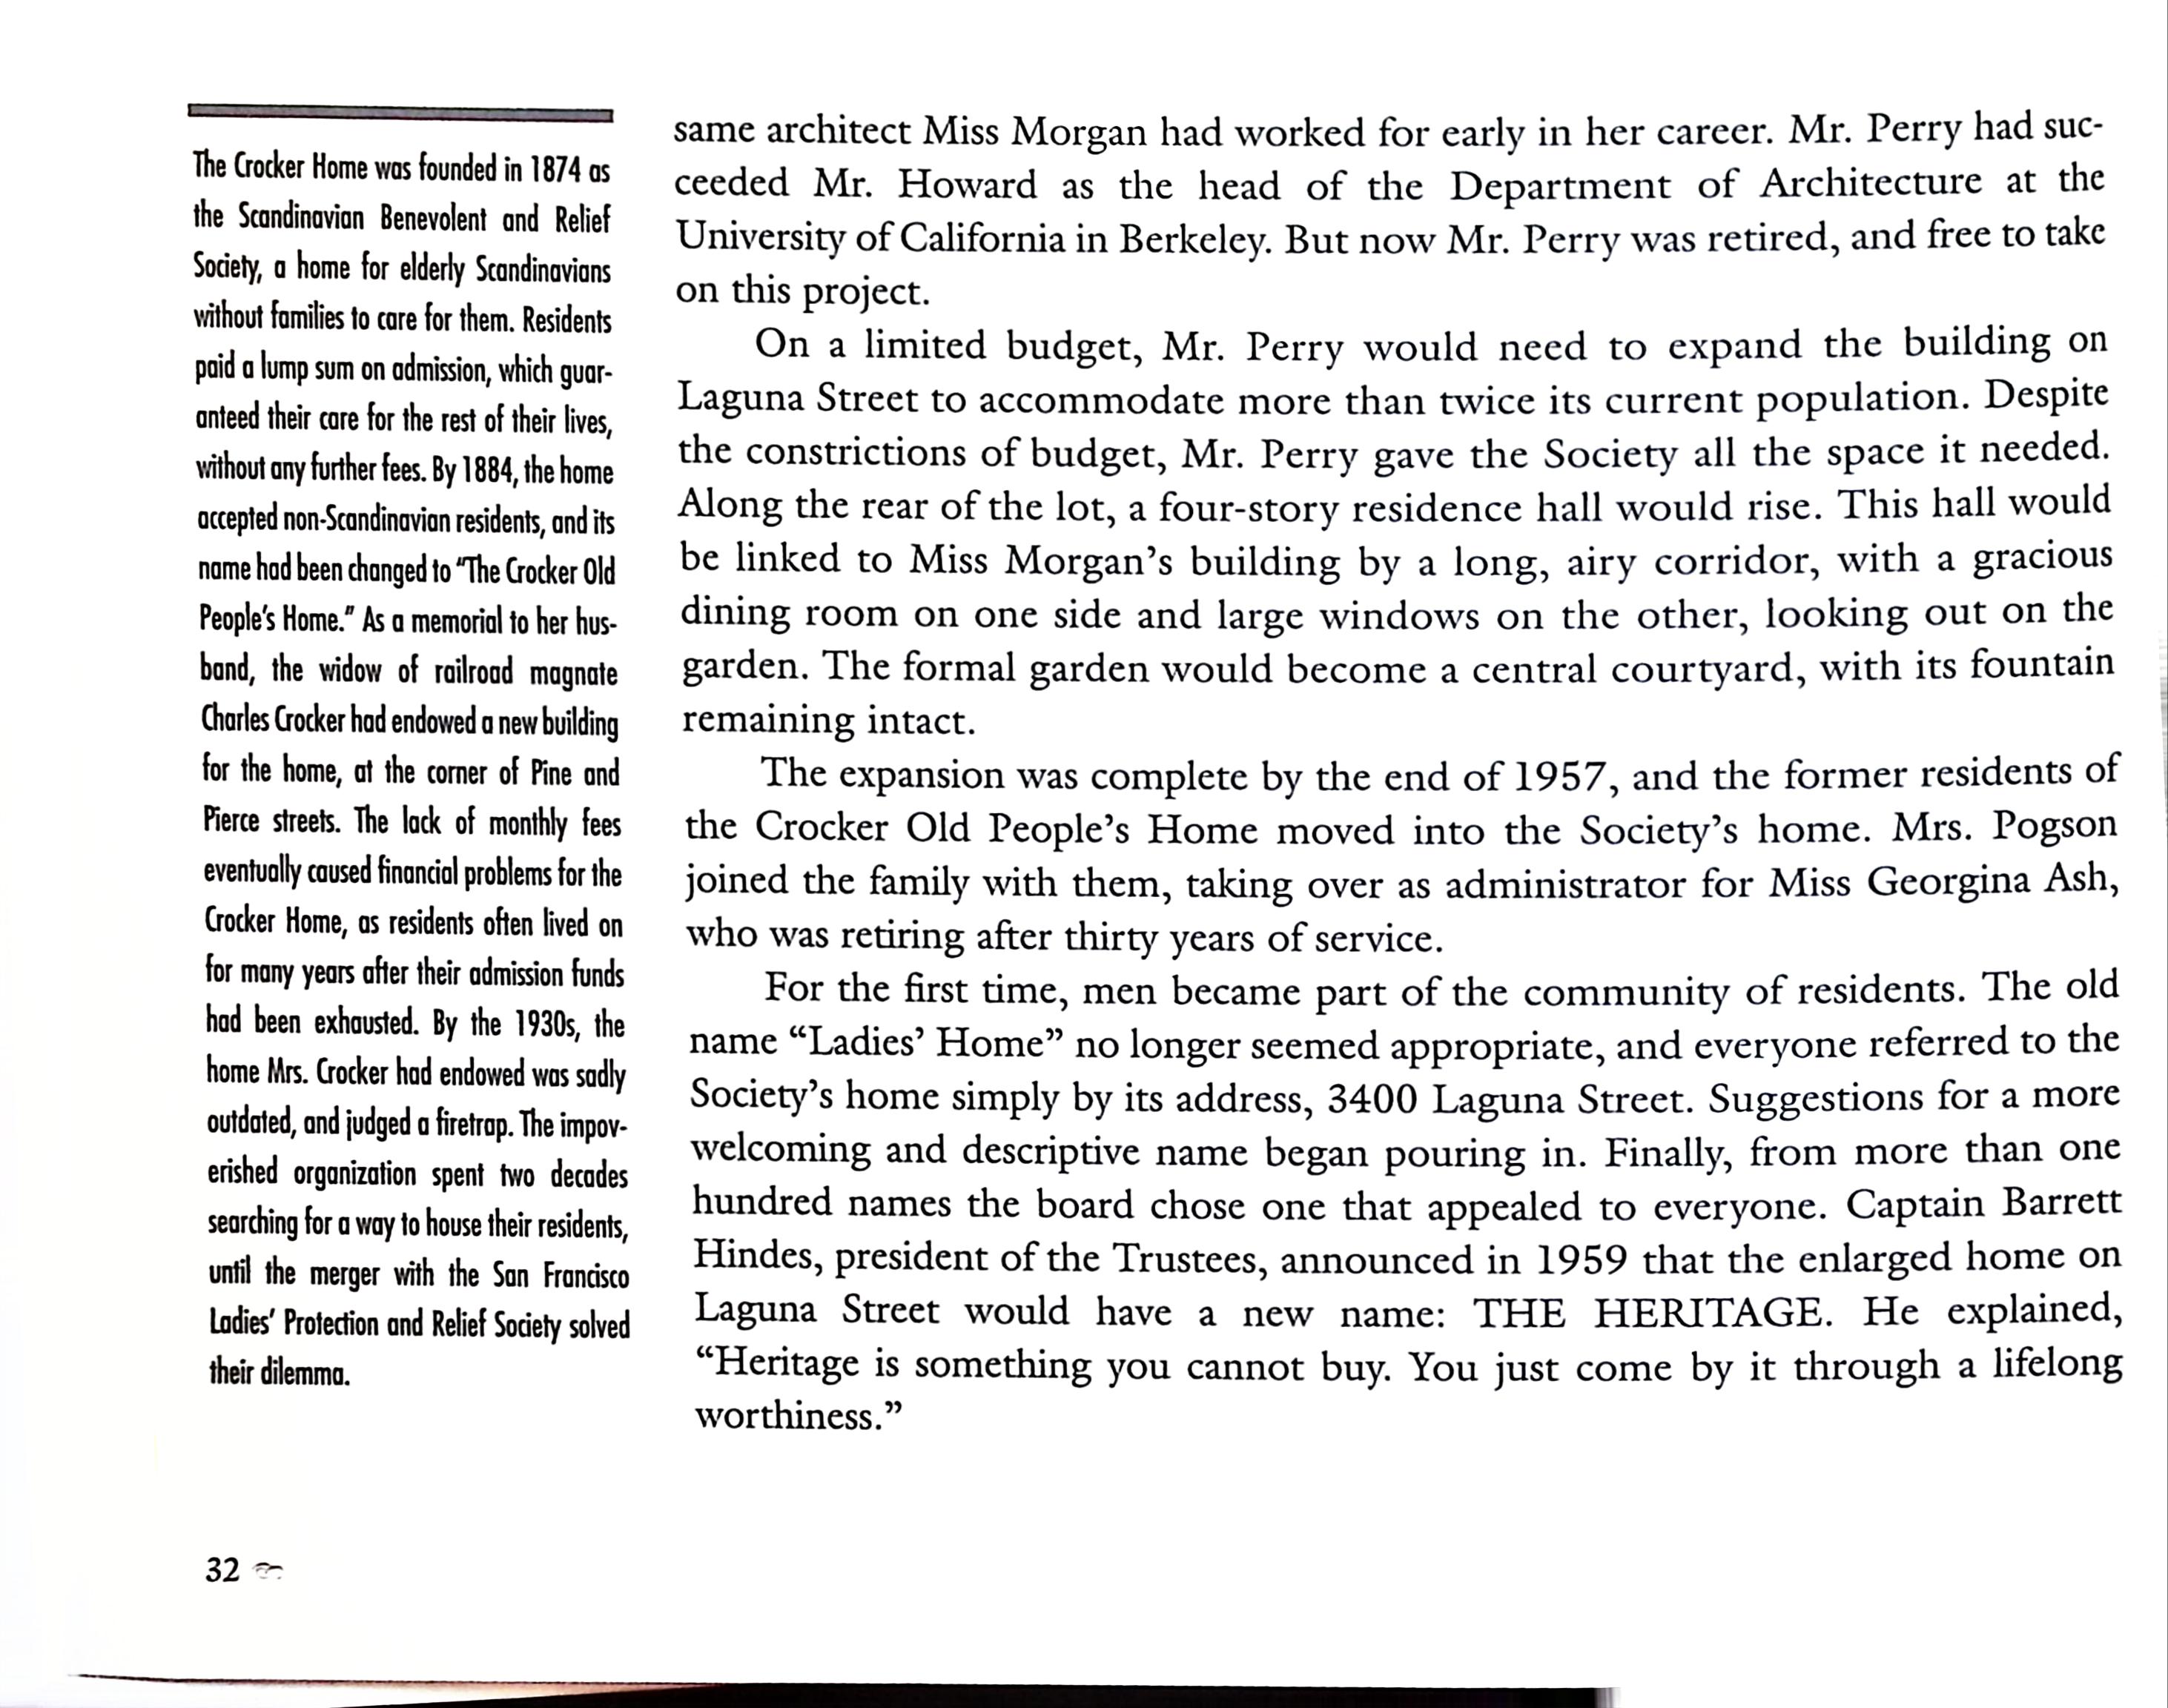 The Crocker Home was founded in 1874 as
the Scandinavian Benevolent and Relief
Society, a home for elderly Scandinavians
without families to care for them. Residents
paid a lump sum on admission, which guar-
anteed their care for the rest of their lives,
without any further fees. By 1884, the home
accepted non-Scandinavian residents, and its
name had been changed to "The Crocker Old
People's Home." As a memorial to her hus-
band, the widow of railroad magnate
Charles Crocker had endowed a new building
for the home, at the corner of Pine and
Pierce streets. The lack of monthly fees
eventually caused financial problems for the
Crocker Home, as residents often lived on
for many years after their admission funds
had been exhausted. By the 1930s, the
home Mrs. Crocker had endowed was sadly
outdated, and judged a firetrap. The impov-
erished organization spent two decades
searching for a way to house their residents,
until the merger with the San Francisco
Ladies' Protection and Relief Society solved
their dilemma.
same architect Miss Morgan had worked for early in her career. Mr. Perry had suc-
ceeded Mr. Howard as the head of the Department of Architecture at the
University of California in Berkeley. But now Mr. Perry was retired, and free to take
on this project.
On a limited budget, Mr. Perry would need to expand the building on
Laguna Street to accommodate more than twice its current population. Despite
the constrictions of budget, Mr. Perry gave the Society all the space it needed.
Along the rear of the lot, a four-story residence hall would rise. This hall would
be linked to Miss Morgan's building by a long, airy corridor, with a gracious
dining room on one side and large windows on the other, looking out on the
garden. The formal garden would become a central courtyard, with its fountain
remaining intact.
The expansion was complete by the end of 1957, and the former residents of
the Crocker Old People's Home moved into the Society's home. Mrs. Pogson
joined the family with them, taking over as administrator for Miss Georgina Ash,
who was retiring after thirty years of service.
For the first time, men became part of the community of residents. The old
name “Ladies’ Home” no longer seemed appropriate, and everyone referred to the
Society's home simply by its address, 3400 Laguna Street. Suggestions for a more
welcoming and descriptive name began pouring in. Finally, from more than one
hundred names the board chose one that appealed to everyone. Captain Barrett
Hindes, president of the Trustees, announced in 1959 that the enlarged home on
Laguna Street would have a new name: THE HERITAGE. He explained,
“Heritage is something you cannot buy. You just come by it through a lifelong
worthiness.”
32